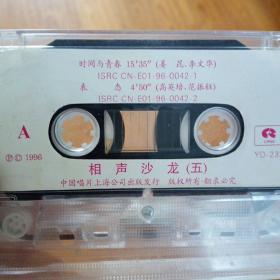 时间与青春 15'35" (姜 昆、李文华)
ISRC CN-E01-96-0042-1
表 态 4'50" (高英培、范振钰)
ISRC CN-E01-96-0042-2
A
Ⓟ© 1996
相声沙龙(五)
YD-23
中国唱片上海公司出版发行 版权所有·翻录必究